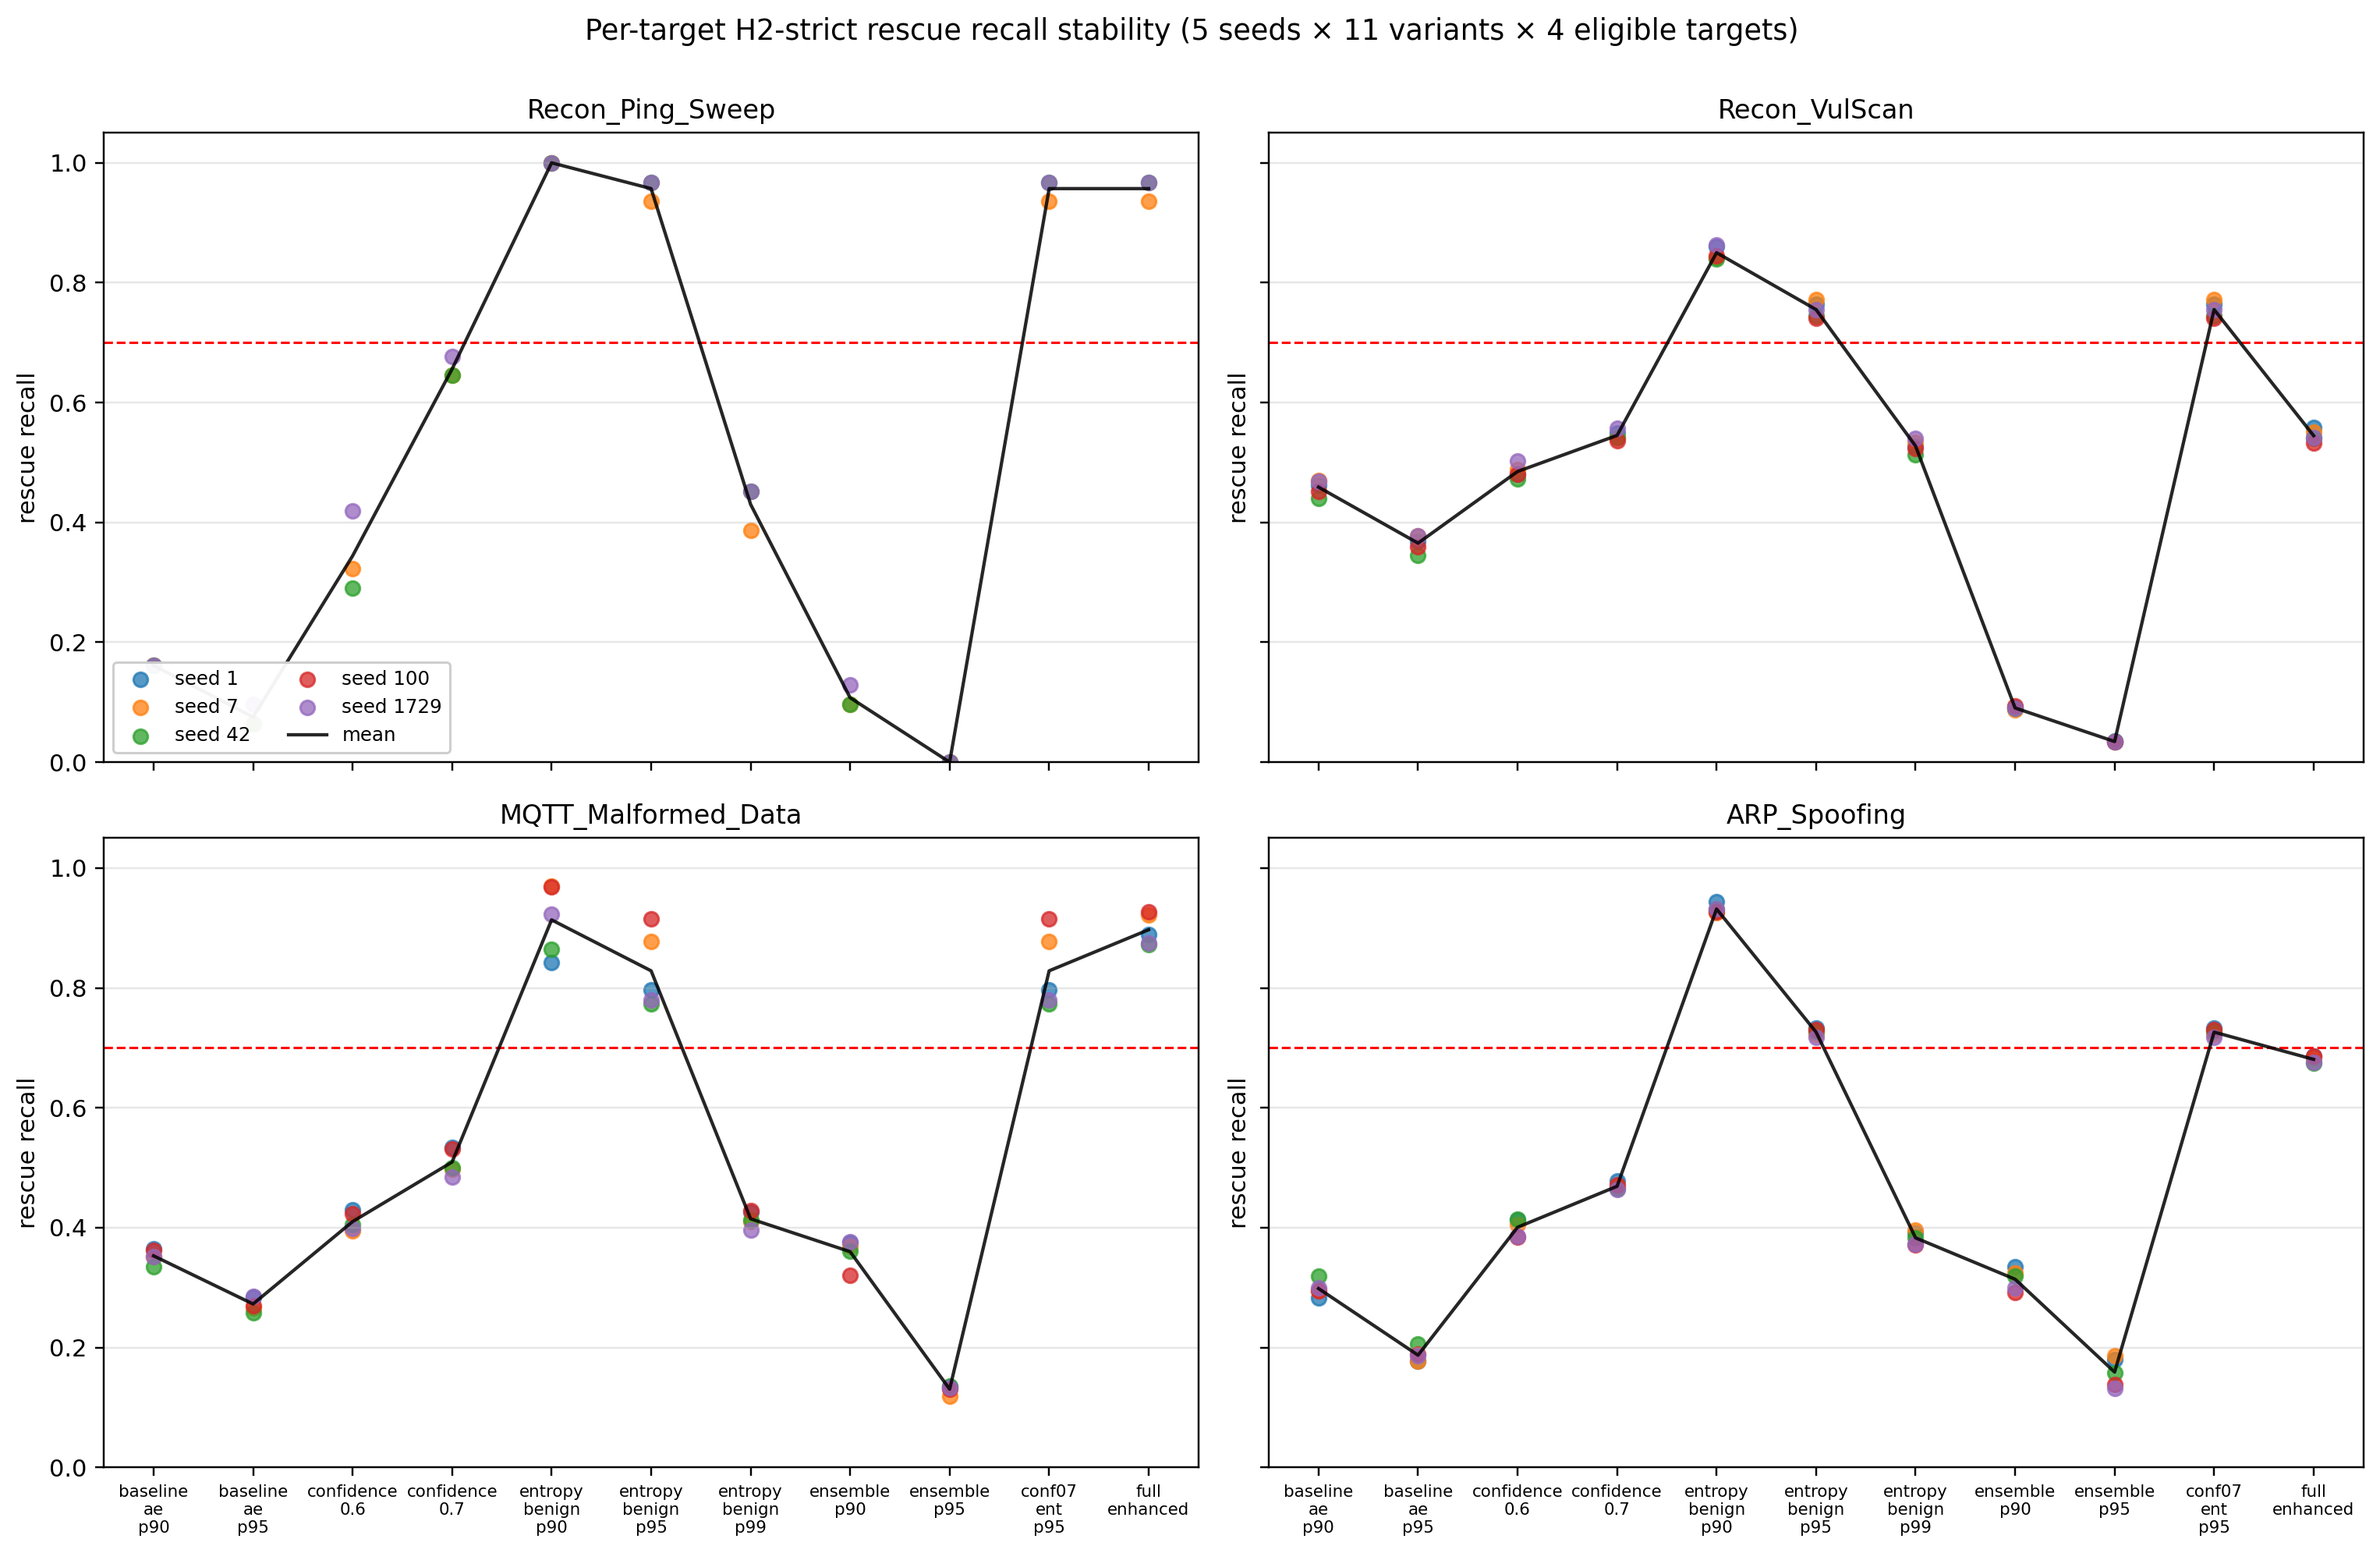 Per-target H2-strict rescue recall stability (5 seeds × 11 variants × 4 eligible targets)
Recon_Ping_Sweep
rescue recall
1.0
0.8
0.6
0.4
0.2
0.0
seed 1
seed 7
seed 42
seed 100
seed 1729
mean
Recon_VulScan
rescue recall
MQTT_Malformed_Data
rescue recall
1.0
0.8
0.6
0.4
0.2
0.0
baseline
ae
p90
baseline
ae
p95
confidence
0.6
confidence
0.7
entropy
benign
p90
entropy
benign
p95
entropy
benign
p99
ensemble
p90
ensemble
p95
conf07
ent
p95
full
enhanced
ARP_Spoofing
rescue recall
baseline
ae
p90
baseline
ae
p95
confidence
0.6
confidence
0.7
entropy
benign
p90
entropy
benign
p95
entropy
benign
p99
ensemble
p90
ensemble
p95
conf07
ent
p95
full
enhanced